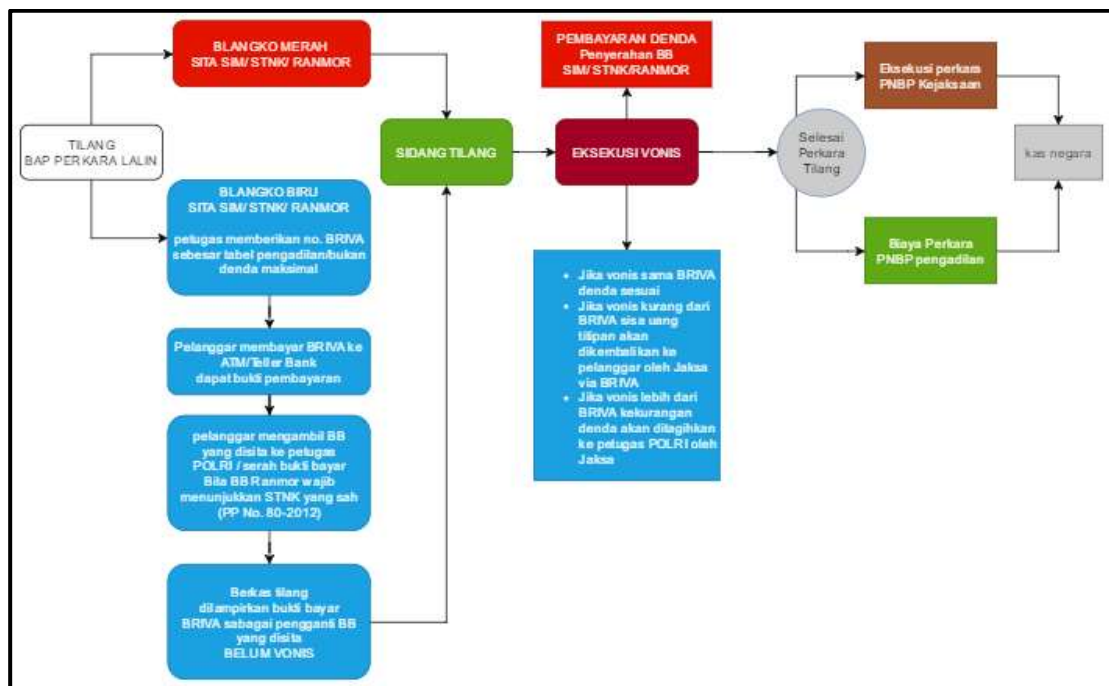 BLANGKO MERAH
SITA SIM/ STNK/ RANMOR
PEMBAYARAN DENDA
Penyerahan BB
SIM/ STNK/RANMOR)
Eksekusi perkara
PNBP Kejaksaan
TILANG
BAP PERKARA LALIN
SIDANG TILANG
EKSEKUSI VONIS
Selesai
Perkara
Tilang
kas negara
BLANGKO BIRU
SITA SIM/ STNK/ RANMOR
petugas memberikan no. BRIVA
sebesar tabel pengadilan/bukan
denda maksimal
Biaya Perkara
PNBP pengadilan
Pelanggar membayar BRIVA ke
ATM/Teller Bank
dapat bukti pembayaran
pelanggar mengambil BB
yang disita ke petugas
POLRI / serah bukti bayar
Bila BB Ranmor wajib
menunjukkan STNK yang sah
(PP No. 80-2012)
Berkas tilang
dilampirkan bukti bayar
BRIVA sebagai pengganti BB
yang disita
BELUM VONIS
• Jika vonis sama BRIVA
denda sesuai
• Jika vonis kurang dari
BRIVA sisa uang
titipan akan
dikembalikan ke
pelanggar oleh Jaksa
via BRIVA
• Jika vonis lebih dari
BRIVA kekurangan
denda akan ditagihkan
ke petugas POLRI oleh
Jaksa